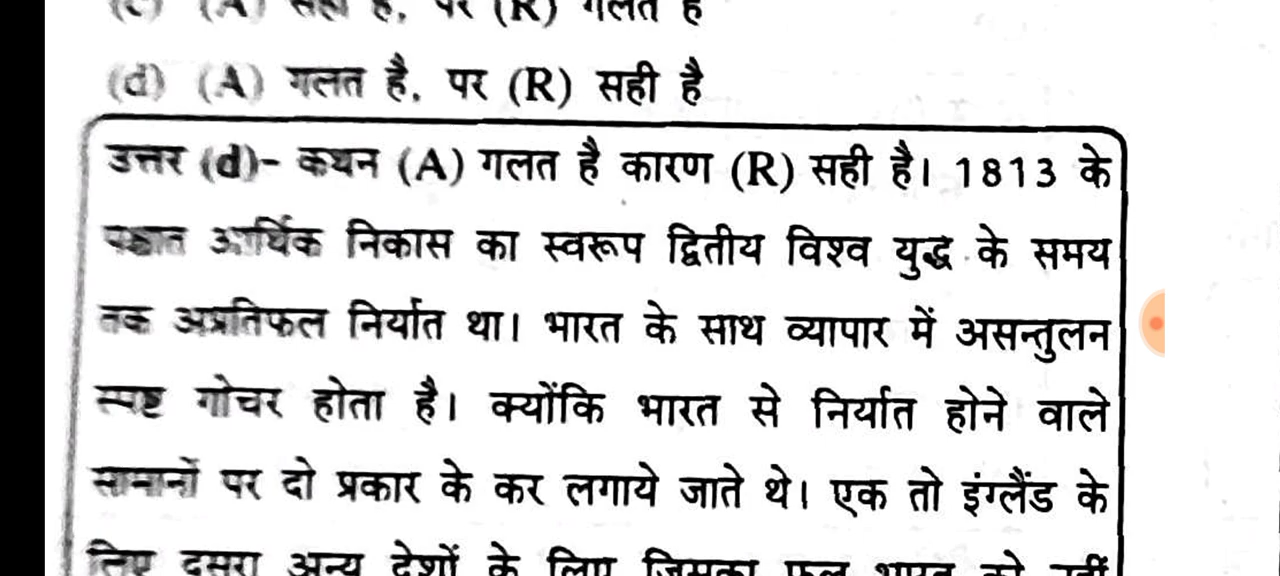 (c) (A) सही है, पर (R) गलत है
(d) (A) गलत है, पर (R) सही है
उत्तर (d)- कथन (A) गलत है कारण (R) सही है। 1813 के
पश्चात आर्थिक निकास का स्वरूप द्वितीय विश्व युद्ध के समय
तक अप्रतिफल निर्यात था। भारत के साथ व्यापार में असन्तुलन
स्पष्ट गोचर होता है। क्योंकि भारत से निर्यात होने वाले
सामानों पर दो प्रकार के कर लगाये जाते थे। एक तो इंग्लैंड के
लिए दूसरा अन्य देशों के लिए जिसका फल भारत को नहीं